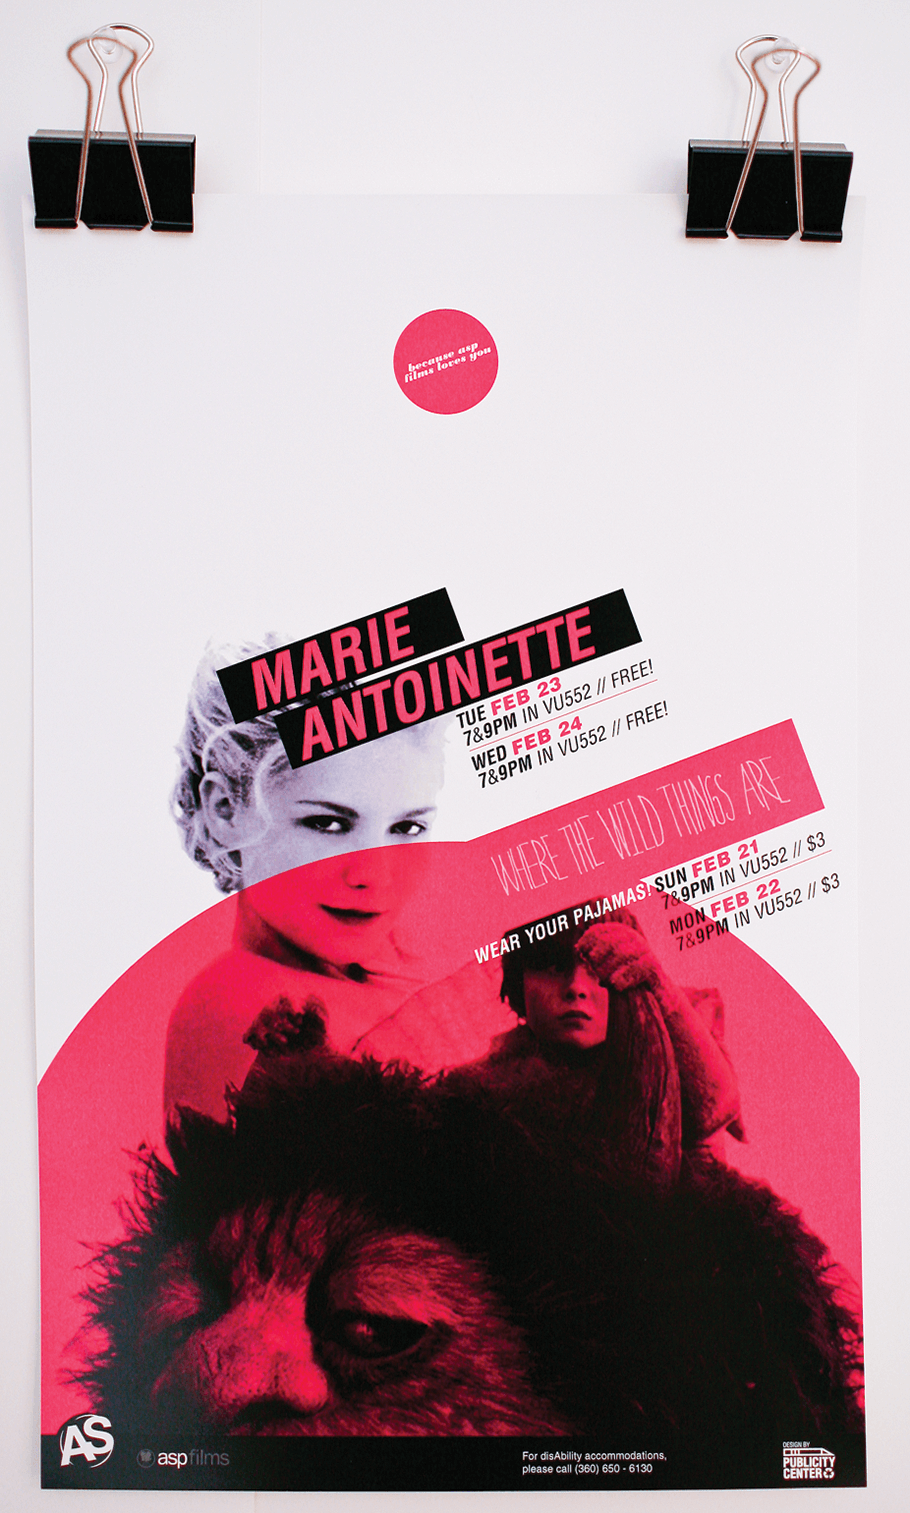 because asp
films loves you
MARIE
ANTOINETTE
TUE FEB 23
7&9PM IN VU552 // FREE!
WED FEB 24
7&9PM IN VU552 // FREE!
WHERE THE WILD THINGS ARE
WEAR YOUR PAJAMAS!
SUN FEB 21
7&9PM IN VU552 // $3
MON FEB 22
7&9PM IN VU552 // $3
AS
aspfilms
For disAbility accommodations,
please call (360) 650 - 6130
DESIGN BY
PUBLICITY
CENTER